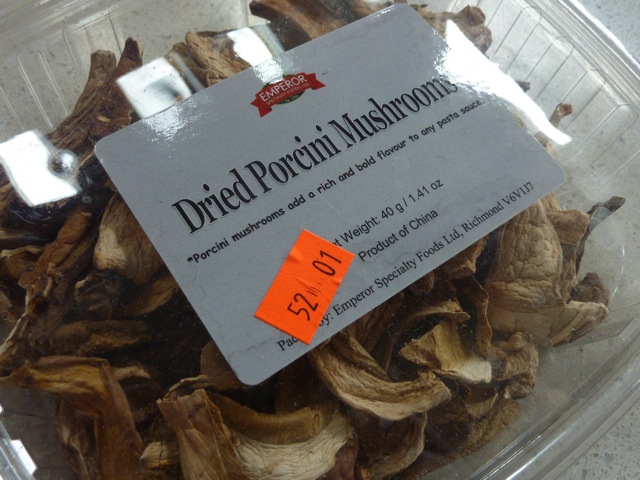 EMPEROR
Dried Porcini Mushrooms
*Porcini mushrooms add a rich and bold flavour to any pasta sauce.
t Weight: 40 g / 1.41 oz
Product of China
by: Emperor Specialty Foods Ltd, Richmond V6V1J7
52 01